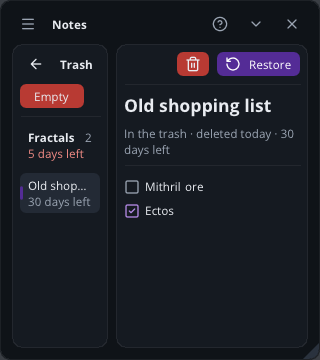 Notes
Trash
Empty
Fractals 2
5 days left
Old shop...
30 days left
Restore
Old shopping list
In the trash · deleted today · 30
days left
Mithril ore
Ectos